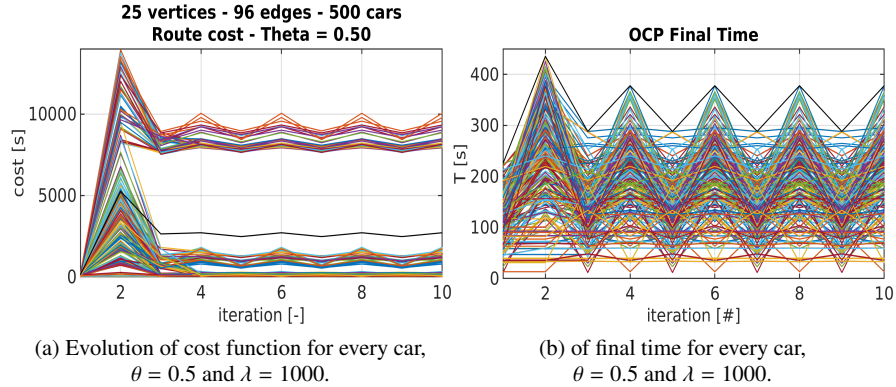 25 vertices - 96 edges - 500 cars
Route cost - Theta = 0.50
cost [s]
10000
5000
0
2
4
6
8
10
iteration [-]
(a) Evolution of cost function for every car,
θ = 0.5 and λ = 1000.
OCP Final Time
T [s]
400
300
200
100
0
2
4
6
8
10
iteration [#]
(b) of final time for every car,
θ = 0.5 and λ = 1000.